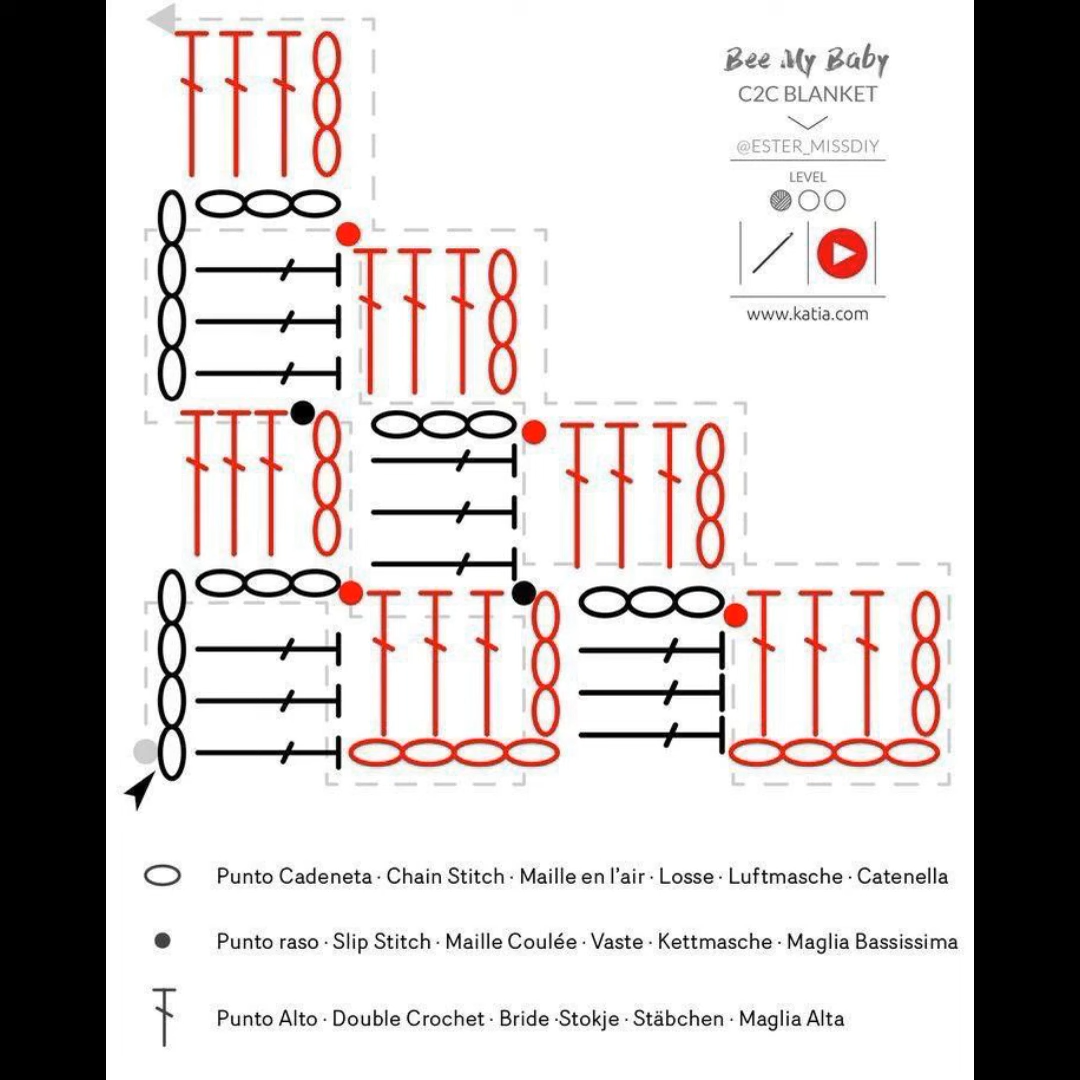 Bee My Baby
C2C BLANKET
@ESTER_MISSDIY
LEVEL
www.katia.com
Punto Cadeneta · Chain Stitch · Maille en l'air · Losse · Luftmasche · Catenella
Punto raso · Slip Stitch · Maille Coulée · Vaste · Kettmasche · Maglia Bassissima
Punto Alto · Double Crochet · Bride ·Stokje · Stäbchen · Maglia Alta